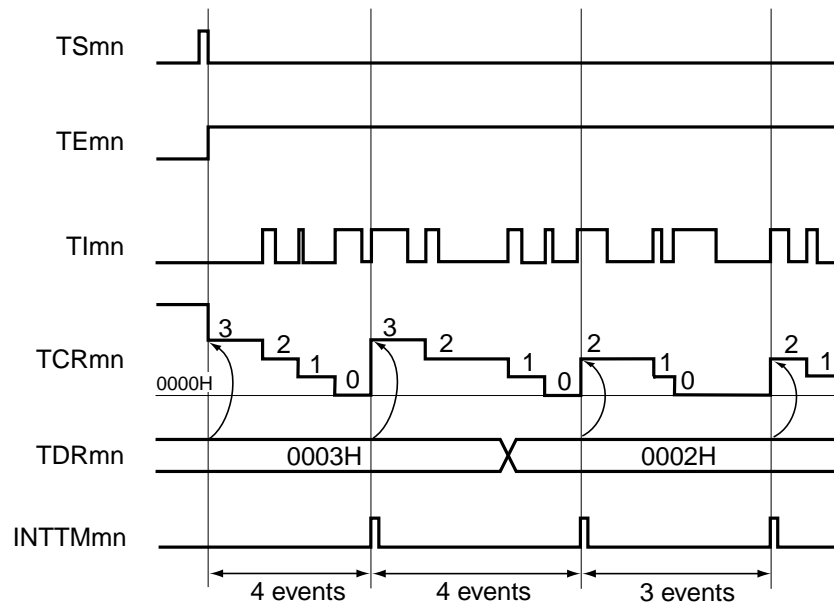 TSmn
TEmn
TImn
TCRmn
3 2 1 0 3 2 1 0 2 1 0 2 1
0000H
TDRmn
0003H 0002H
INTTMmn
4 events 4 events 3 events